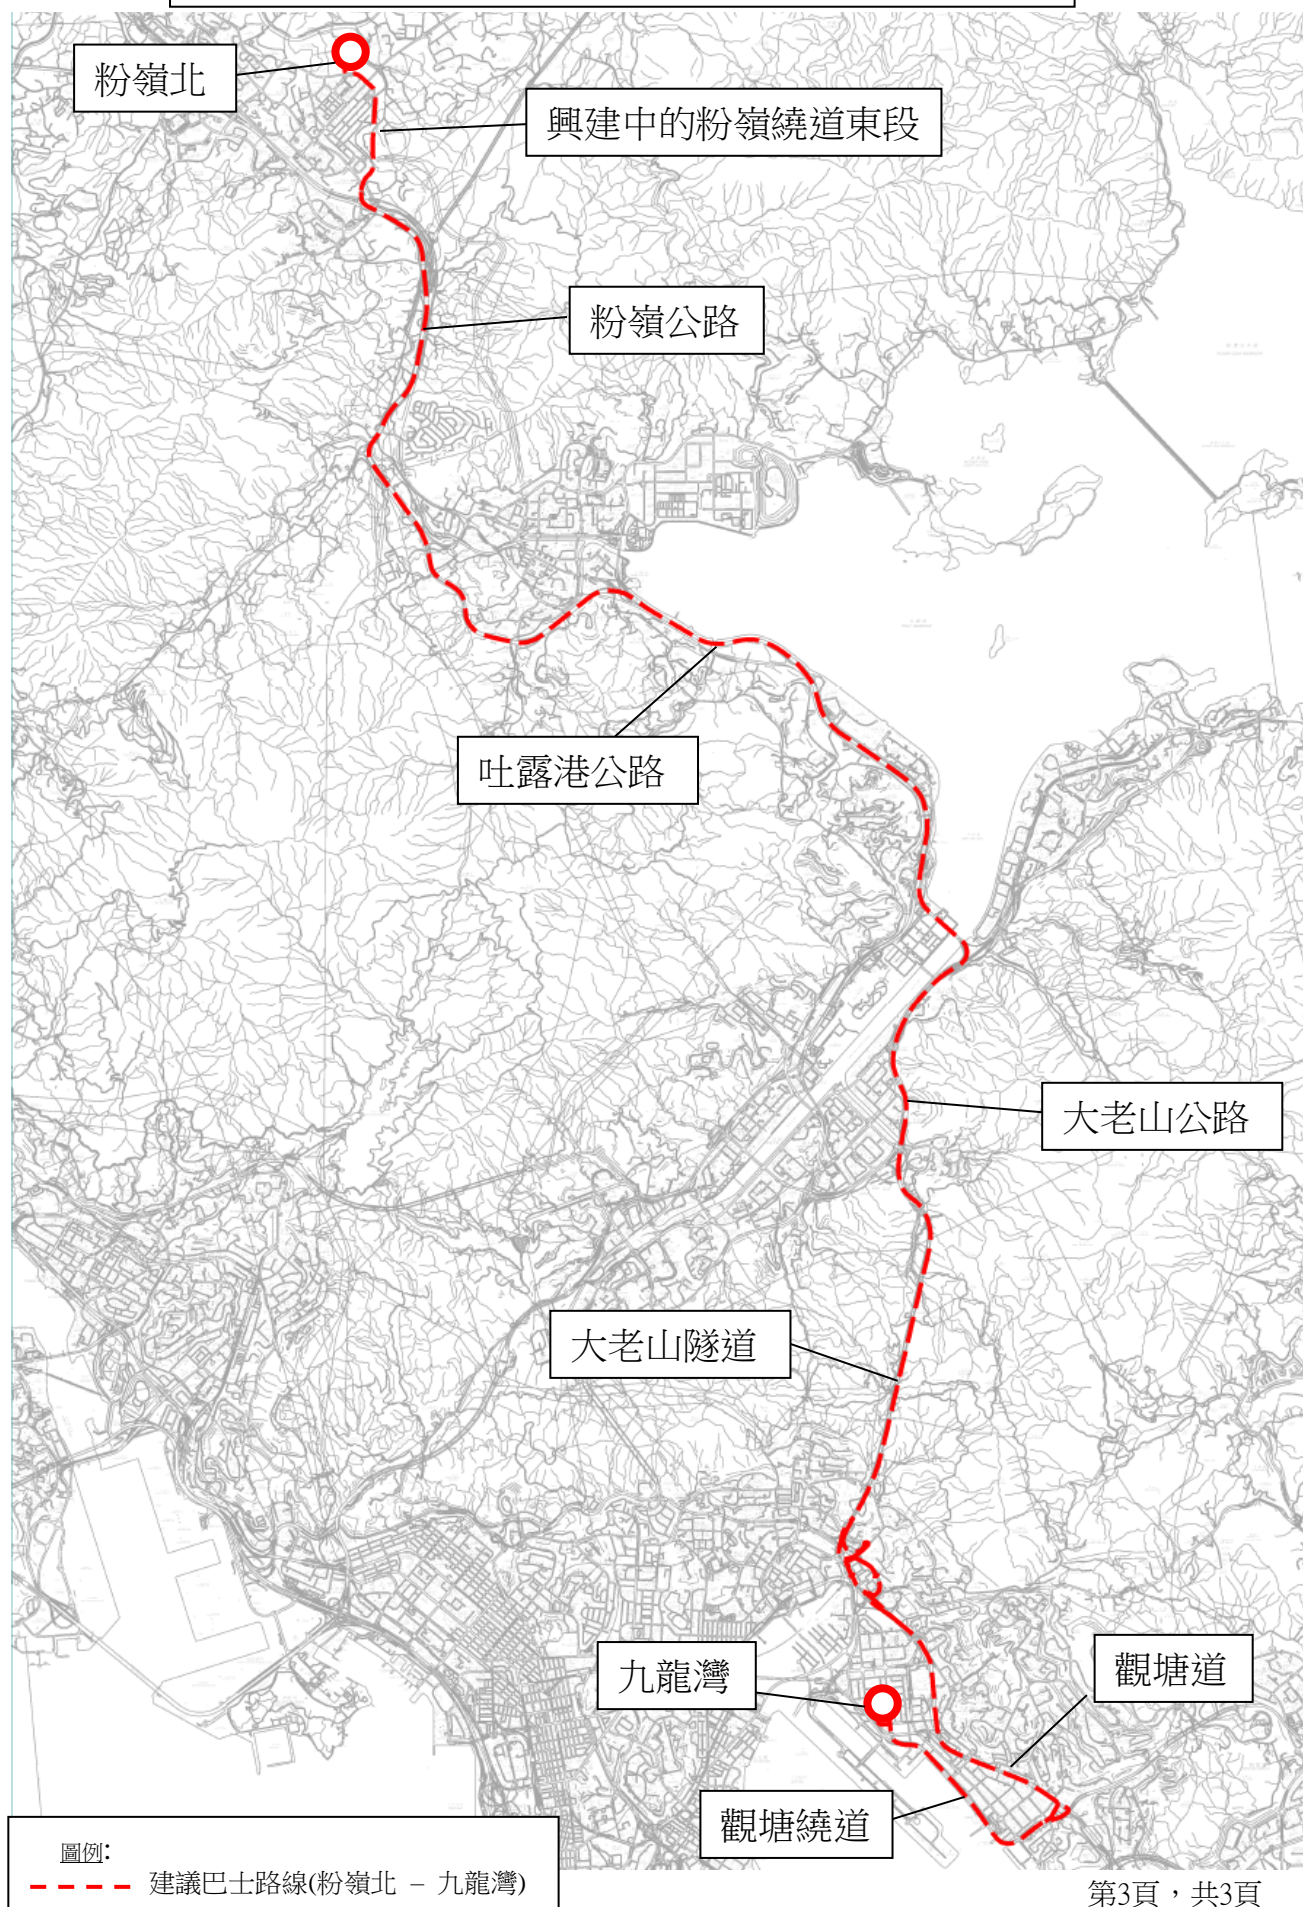 粉嶺北
興建中的粉嶺繞道東段
粉嶺公路
吐露港公路
大老山公路
大老山隧道
九龍灣
觀塘道
觀塘繞道
圖例:
建議巴士路線(粉嶺北 – 九龍灣)
第3頁，共3頁